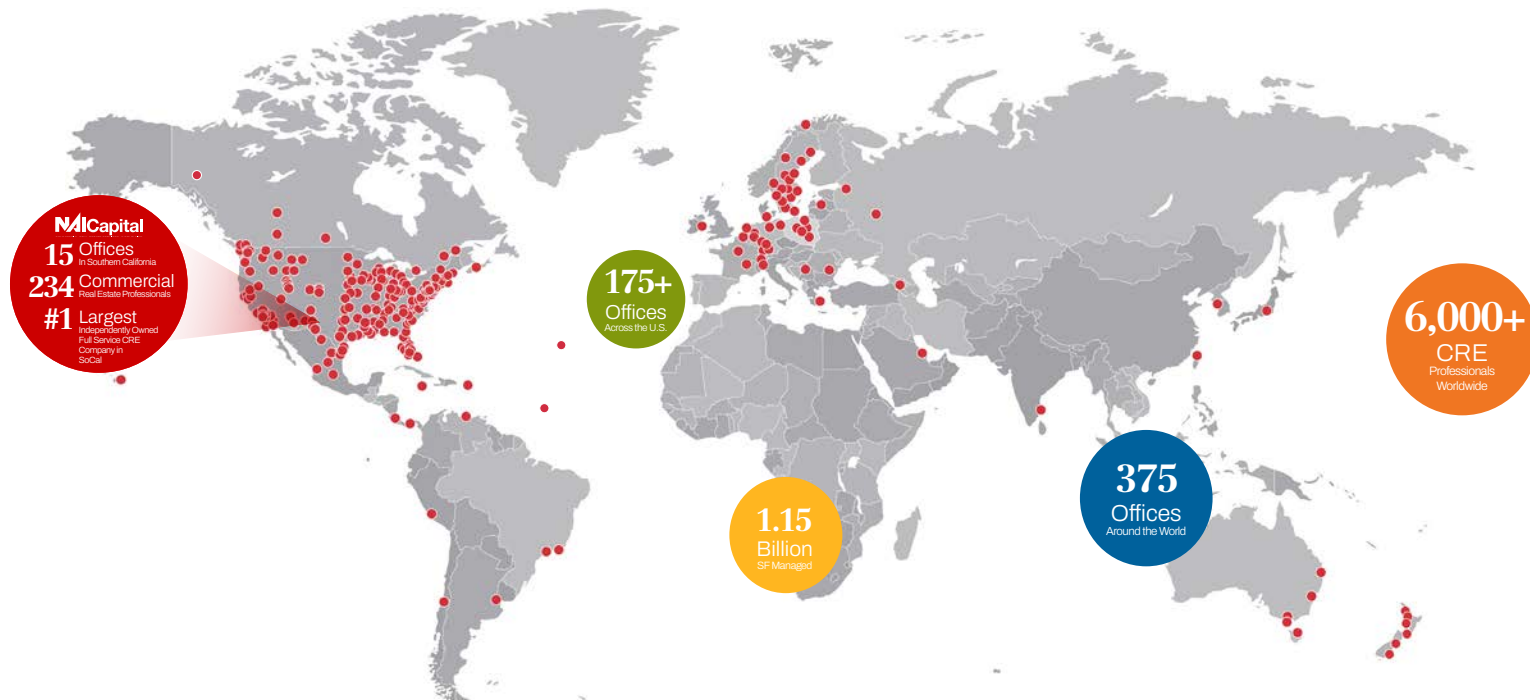 NAICapital
15 Offices
In Southern California
234 Commercial
Real Estate Professionals
#1 Largest
Independently Owned
Full Service CRE
Company in
SoCal
175+
Offices
Across the U.S.
1.15
Billion
SF Managed
375
Offices
Around the World
6,000+
CRE
Professionals
Worldwide